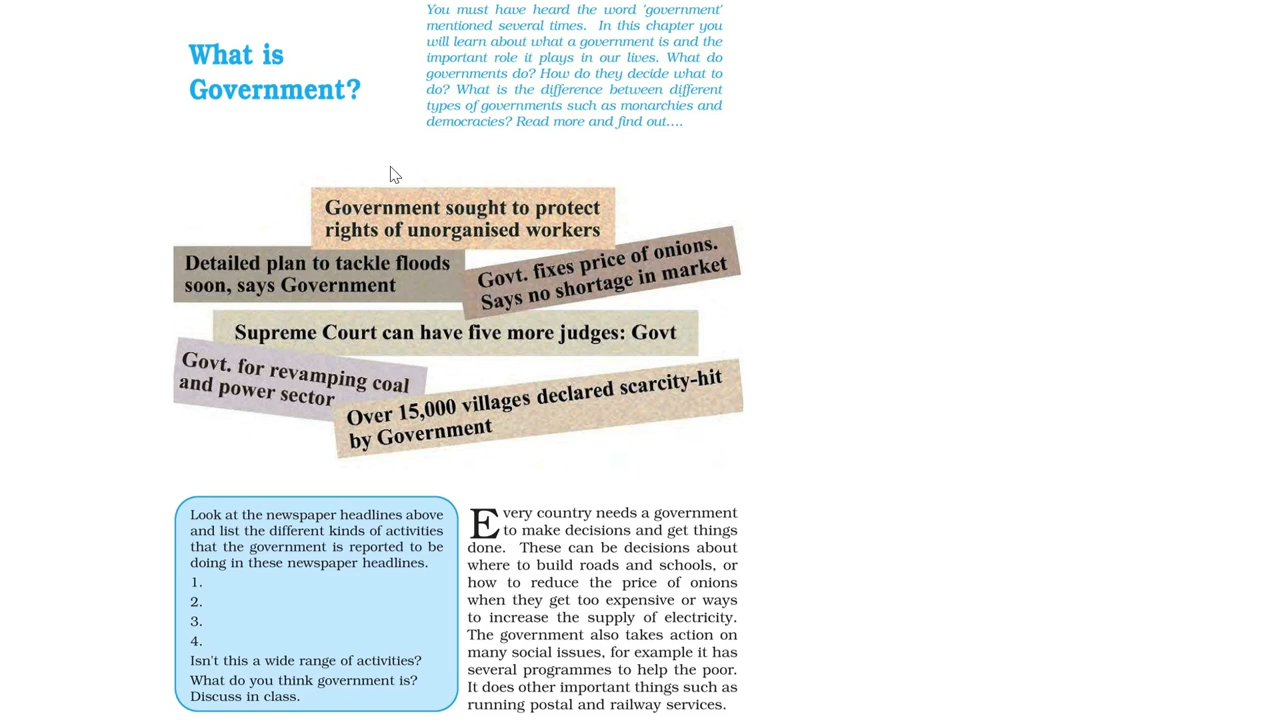 What is
Government?
You must have heard the word 'government'
mentioned several times. In this chapter you
will learn about what a government is and the
important role it plays in our lives. What do
governments do? How do they decide what to
do? What is the difference between different
types of governments such as monarchies and
democracies? Read more and find out....
Government sought to protect
rights of unorganised workers
Detailed plan to tackle floods
soon, says Government
Govt. fixes price of onions.
Says no shortage in market
Supreme Court can have five more judges: Govt
Govt. for revamping coal
and power sector
Over 15,000 villages declared scarcity-hit
by Government
Look at the newspaper headlines above
and list the different kinds of activities
that the government is reported to be
doing in these newspaper headlines.
1.
2.
3.
4.
Isn't this a wide range of activities?
What do you think government is?
Discuss in class.
Every country needs a government
to make decisions and get things
done. These can be decisions about
where to build roads and schools, or
how to reduce the price of onions
when they get too expensive or ways
to increase the supply of electricity.
The government also takes action on
many social issues, for example it has
several programmes to help the poor.
It does other important things such as
running postal and railway services.